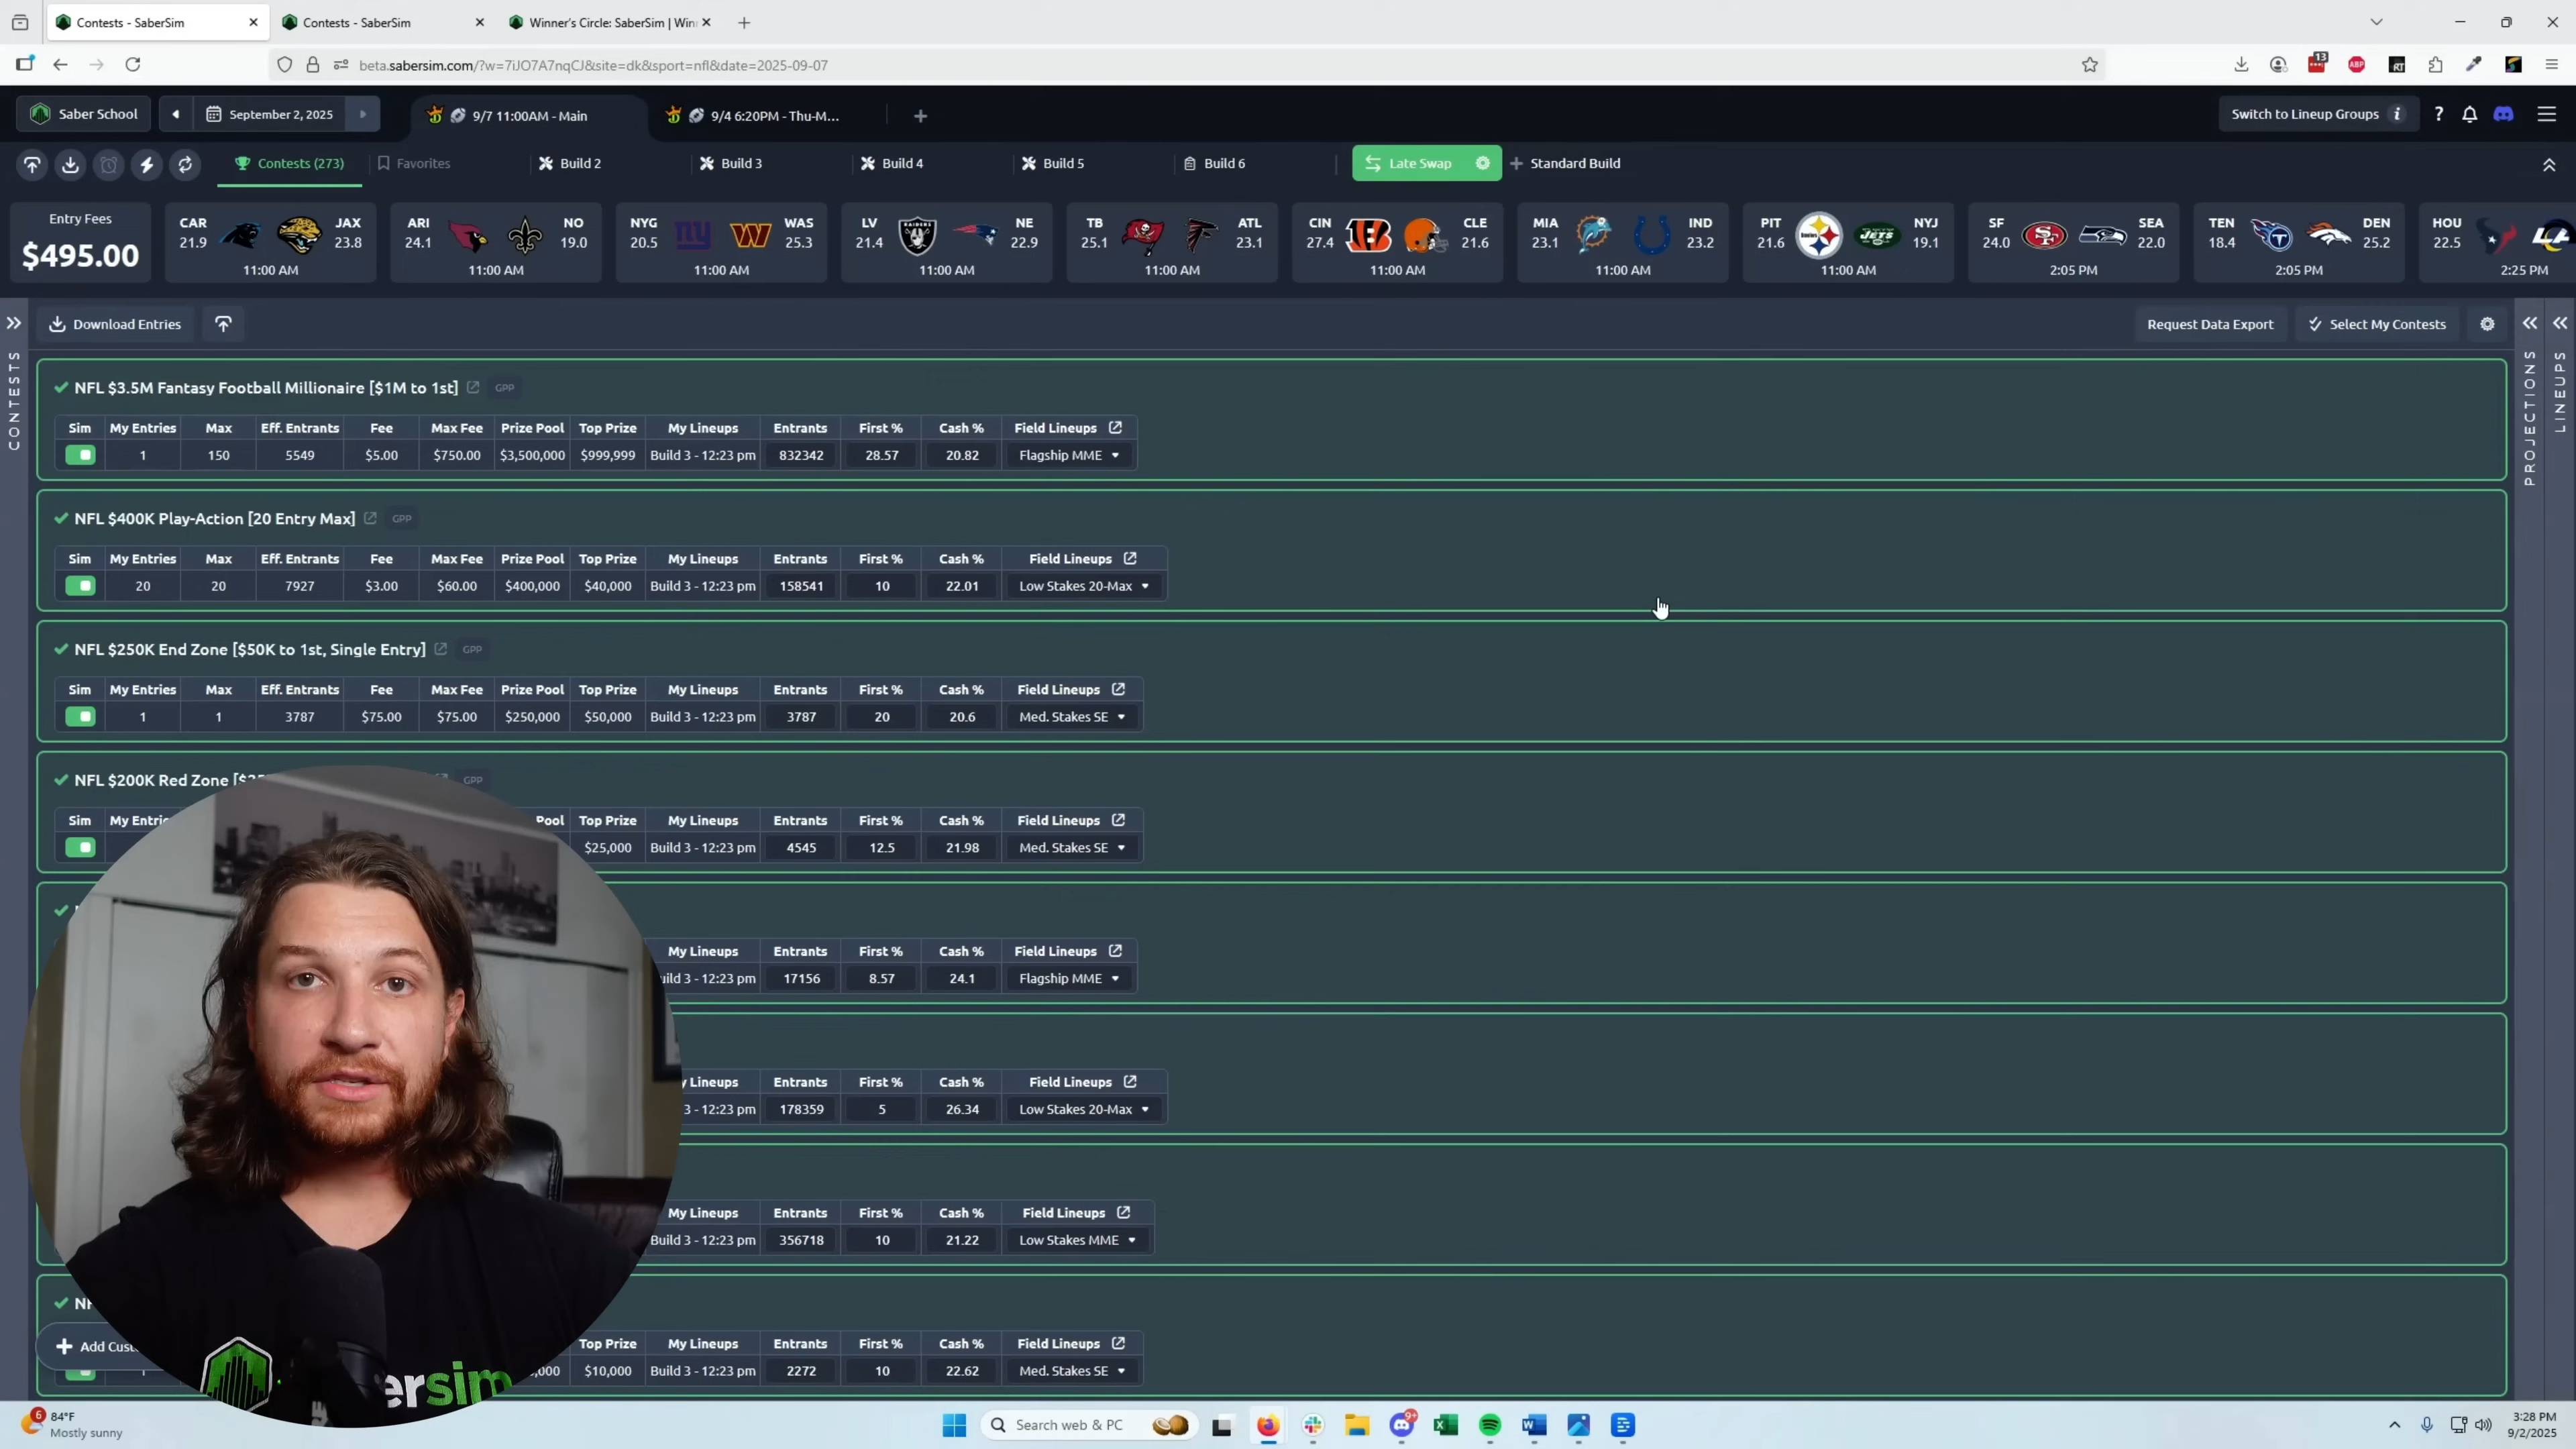 Contests - SaberSim
Contests - SaberSim
Winner's Circle: SaberSim | Win
beta.sabersim.com/?w=7iJO7A7nqCJ&site=dk&sport=nfl&date=2025-09-07
13
ABP
RT
Saber School
September 2, 2025
9/7 11:00AM - Main
9/4 6:20PM - Thu-M...
Switch to Lineup Groups
Contests (273)
Favorites
Build 2
Build 3
Build 4
Build 5
Build 6
Late Swap
Standard Build
Entry Fees
$495.00
CAR 21.9 JAX 23.8 11:00 AM
ARI 24.1 NO 19.0 11:00 AM
NYG 20.5 WAS 25.3 11:00 AM
LV 21.4 NE 22.9 11:00 AM
TB 25.1 ATL 23.1 11:00 AM
CIN 27.4 CLE 21.6 11:00 AM
MIA 23.1 IND 23.2 11:00 AM
PIT 21.6 NYJ 19.1 11:00 AM
SF 24.0 SEA 22.0 2:05 PM
TEN 18.4 DEN 25.2 2:05 PM
HOU 22.5 2:25 PM
CONTESTS
Download Entries
Request Data Export
Select My Contests
PROJECTIONS
LINEUPS
NFL $3.5M Fantasy Football Millionaire [$1M to 1st] GPP
Sim My Entries Max Eff. Entrants Fee Max Fee Prize Pool Top Prize My Lineups Entrants First % Cash % Field Lineups
1 150 5549 $5.00 $750.00 $3,500,000 $999,999 Build 3 - 12:23 pm 832342 28.57 20.82 Flagship MME
NFL $400K Play-Action [20 Entry Max] GPP
Sim My Entries Max Eff. Entrants Fee Max Fee Prize Pool Top Prize My Lineups Entrants First % Cash % Field Lineups
20 20 7927 $3.00 $60.00 $400,000 $40,000 Build 3 - 12:23 pm 158541 10 22.01 Low Stakes 20-Max
NFL $250K End Zone [$50K to 1st, Single Entry] GPP
Sim My Entries Max Eff. Entrants Fee Max Fee Prize Pool Top Prize My Lineups Entrants First % Cash % Field Lineups
1 1 3787 $75.00 $75.00 $250,000 $50,000 Build 3 - 12:23 pm 3787 20 20.6 Med. Stakes SE
NFL $200K Red Zone GPP
Sim My Entrie Pool Top Prize My Lineups Entrants First % Cash % Field Lineups
$25,000 Build 3 - 12:23 pm 4545 12.5 21.98 Med. Stakes SE
My Lineups Entrants First % Cash % Field Lineups
uild 3 - 12:23 pm 17156 8.57 24.1 Flagship MME
y Lineups Entrants First % Cash % Field Lineups
3 - 12:23 pm 178359 5 26.34 Low Stakes 20-Max
My Lineups Entrants First % Cash % Field Lineups
Build 3 - 12:23 pm 356718 10 21.22 Low Stakes MME
NF
Top Prize My Lineups Entrants First % Cash % Field Lineups
,000 $10,000 Build 3 - 12:23 pm 2272 10 22.62 Med. Stakes SE
Add Cust
ersim
6
84°F
Mostly sunny
Search web & PC
9+
3:28 PM
9/2/2025